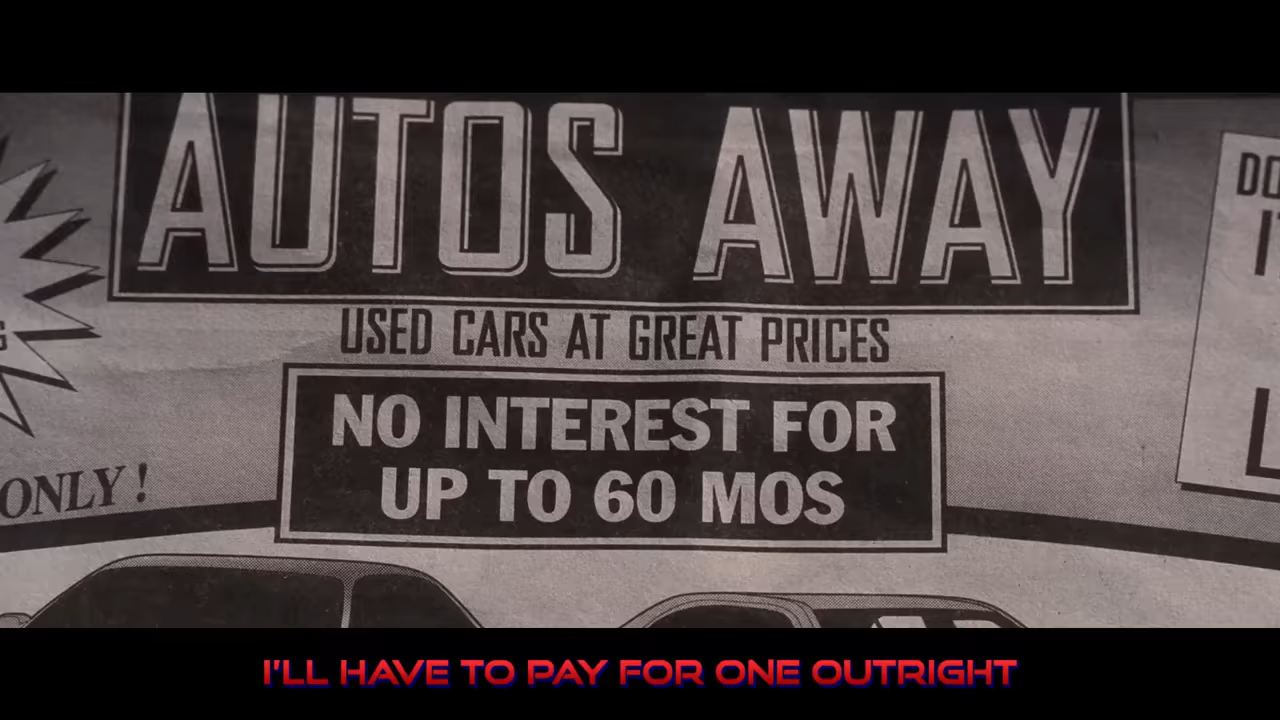 AUTOS AWAY
USED CARS AT GREAT PRICES
NO INTEREST FOR
UP TO 60 MOS
ONLY!
I'LL HAVE TO PAY FOR ONE OUTRIGHT